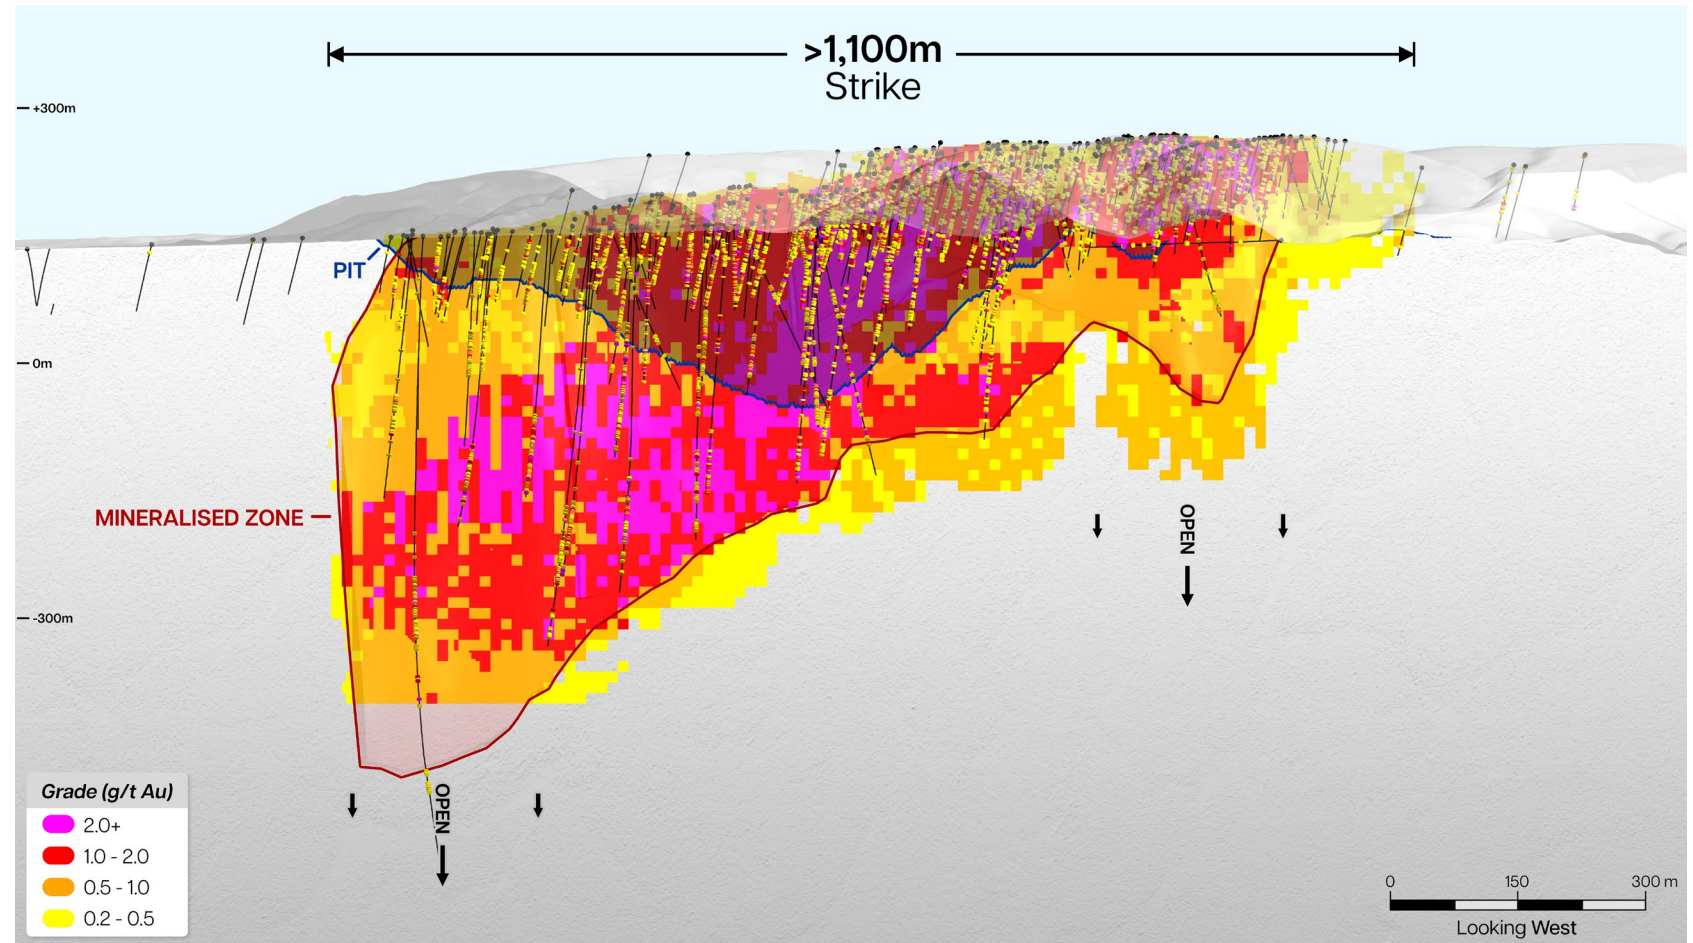 >1,100m
Strike
+300m
PIT
0m
MINERALISED ZONE
OPEN
-300m
OPEN
Grade (g/t Au)
2.0+
1.0 - 2.0
0.5 - 1.0
0.2 - 0.5
0 150 300 m
Looking West